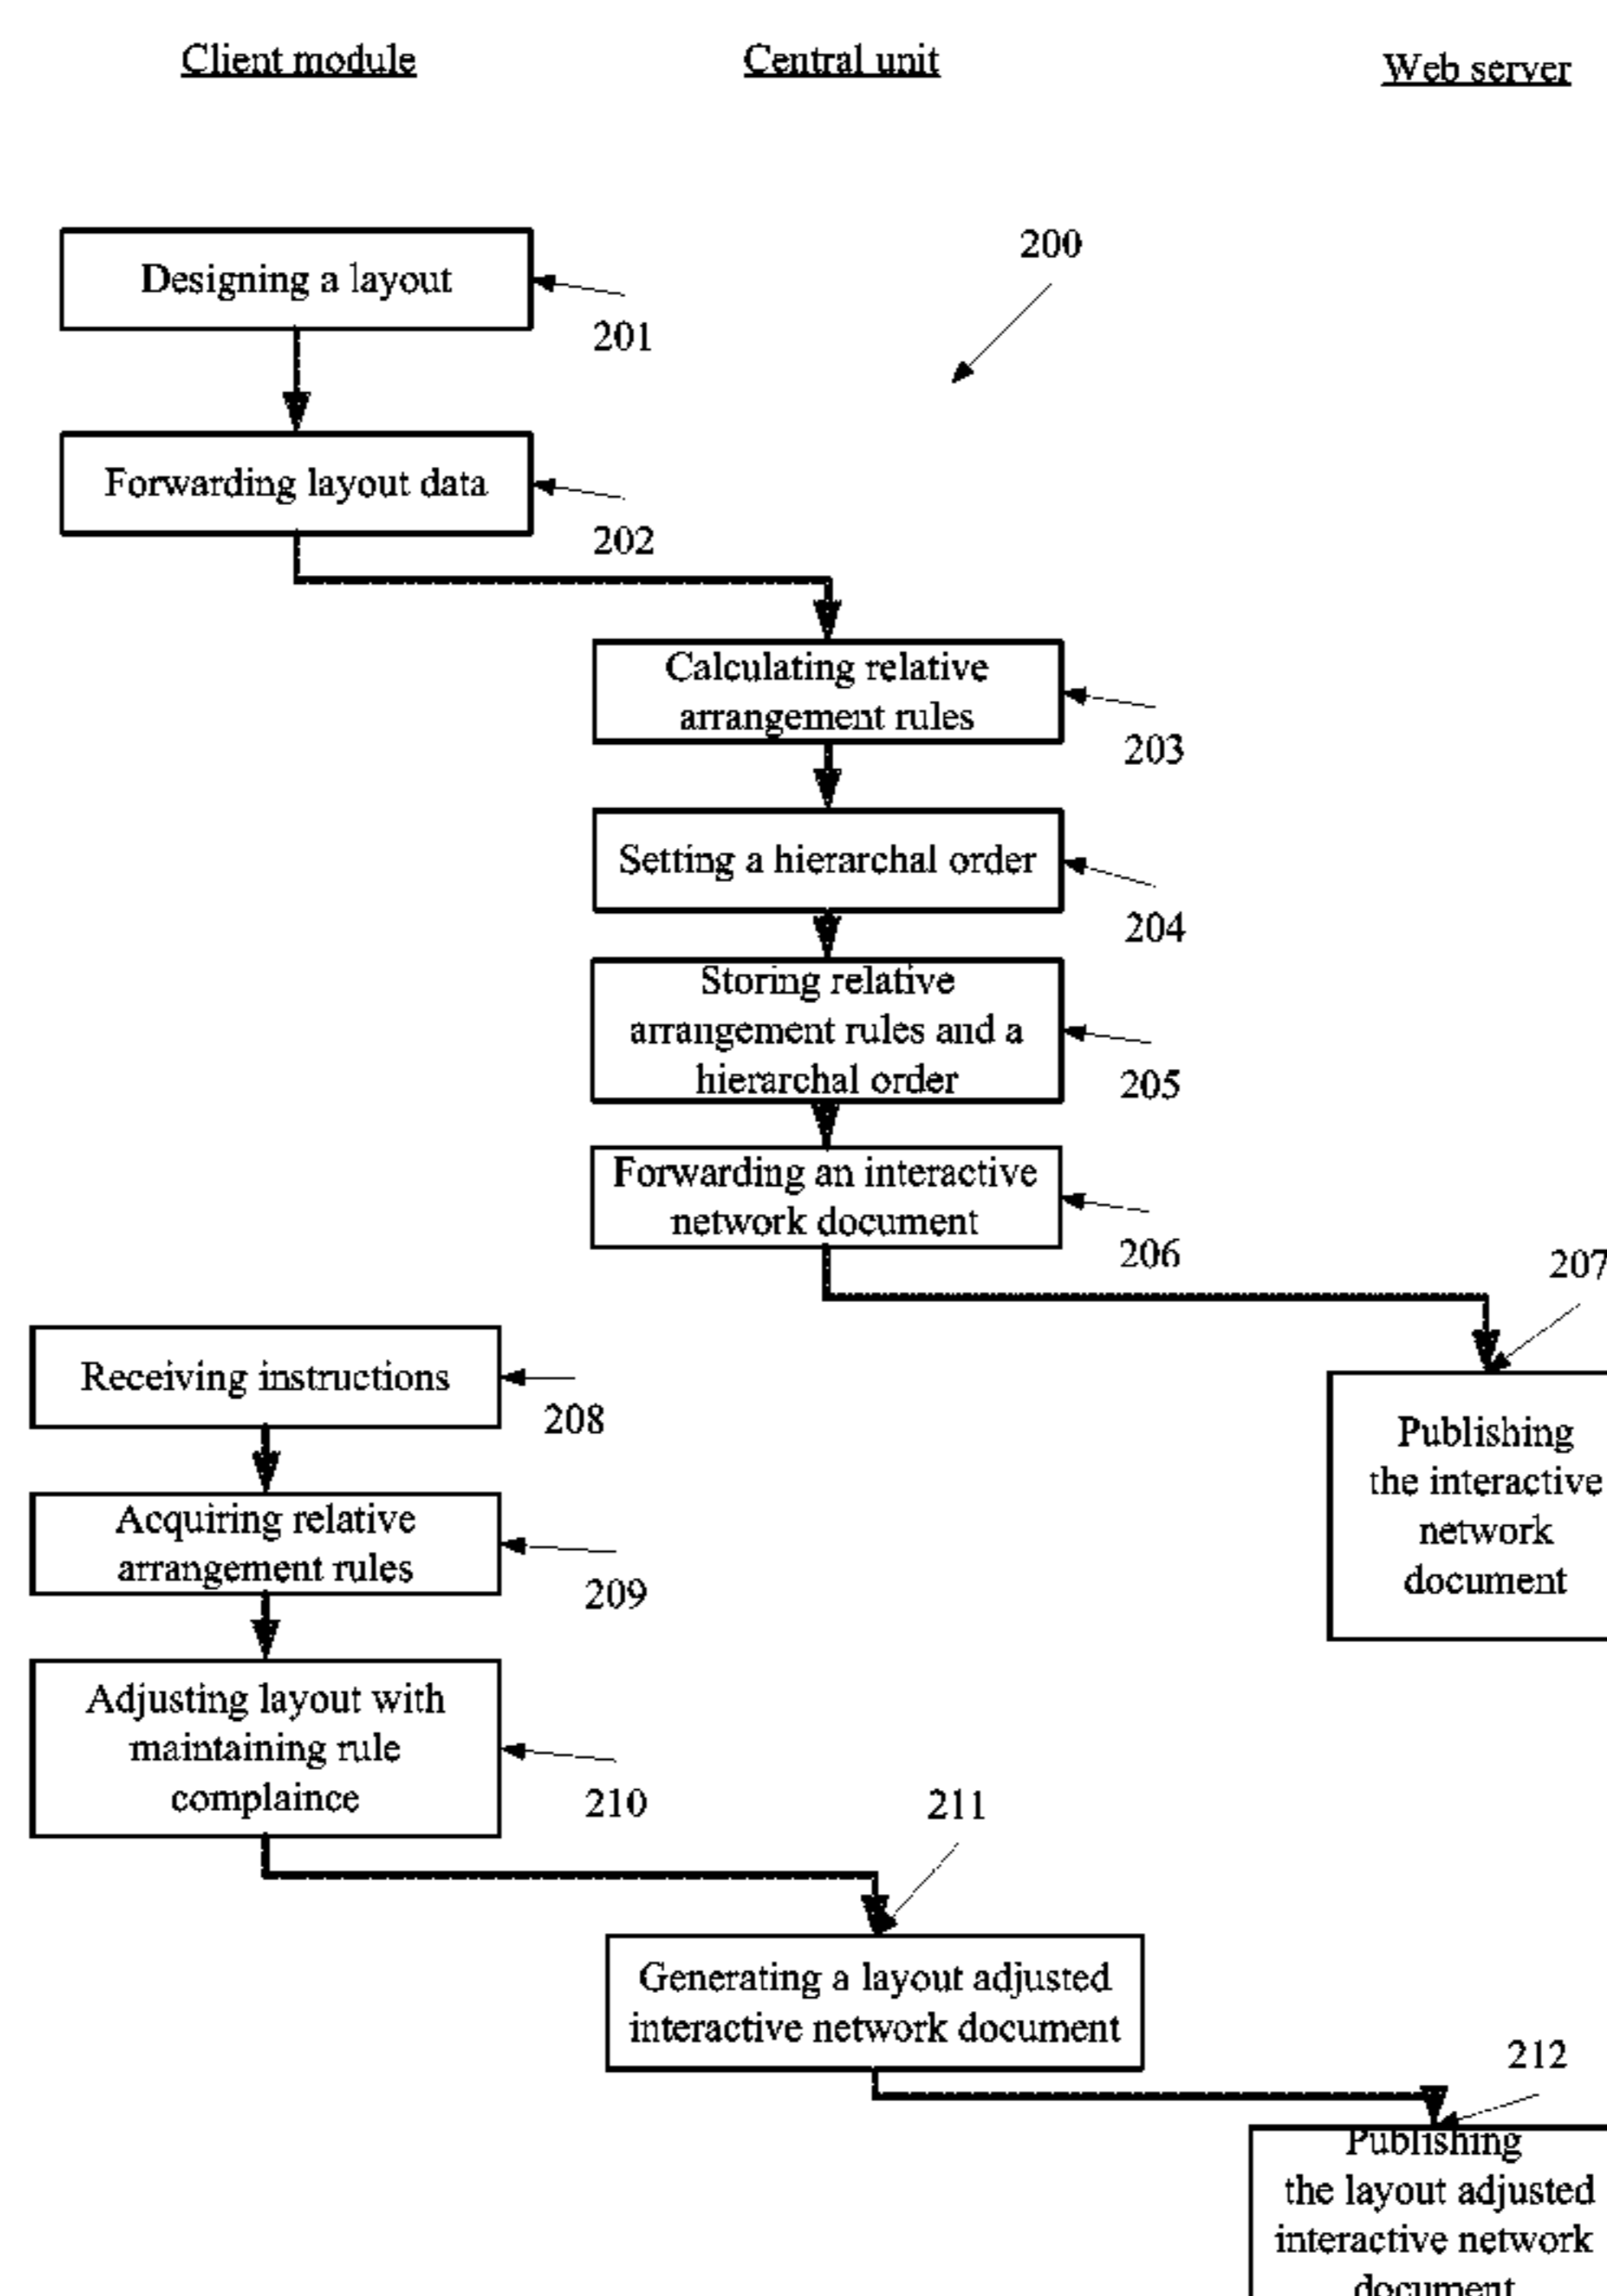 Client module
Central unit
Web server
200
Designing a layout
201
Forwarding layout data
202
Calculating relative
arrangement rules
203
Setting a hierarchal order
204
Storing relative
arrangement rules and a
hierarchal order
205
Forwarding an interactive
network document
206
207
Publishing
the interactive
network
document
Receiving instructions
208
Acquiring relative
arrangement rules
209
Adjusting layout with
maintaining rule
complaince
210
211
Generating a layout adjusted
interactive network document
212
Publishing
the layout adjusted
interactive network
document